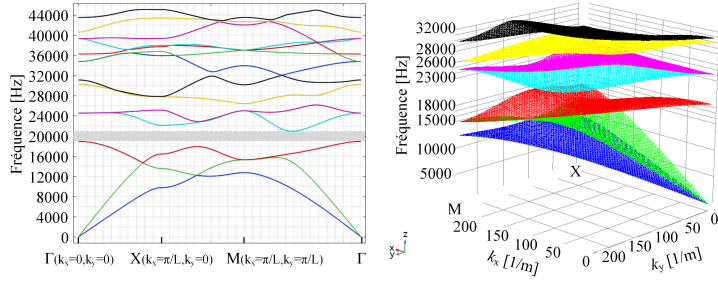 Fréquence [Hz]
44000
40000
36000
32000
28000
24000
20000
16000
12000
8000
4000
0
Γ(kx=0,ky=0)
X(kx=π/L,ky=0)
M(kx=π/L,ky=π/L)
Γ
Fréquence [Hz]
32000
28000
26000
23000
18000
15000
10000
5000
X
M
200
150
100
50
0
kx [1/m]
200
150
100
50
0
ky [1/m]
z
x
y